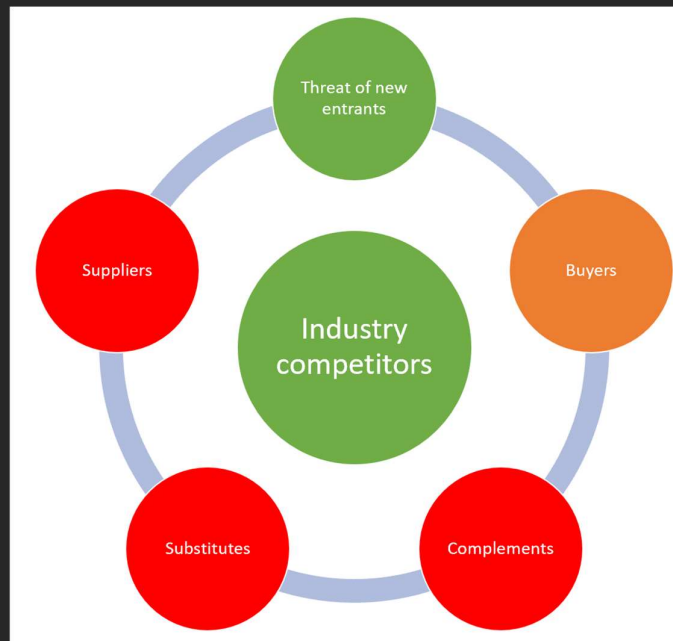 Threat of new
entrants
Suppliers
Buyers
Industry
competitors
Substitutes
Complements